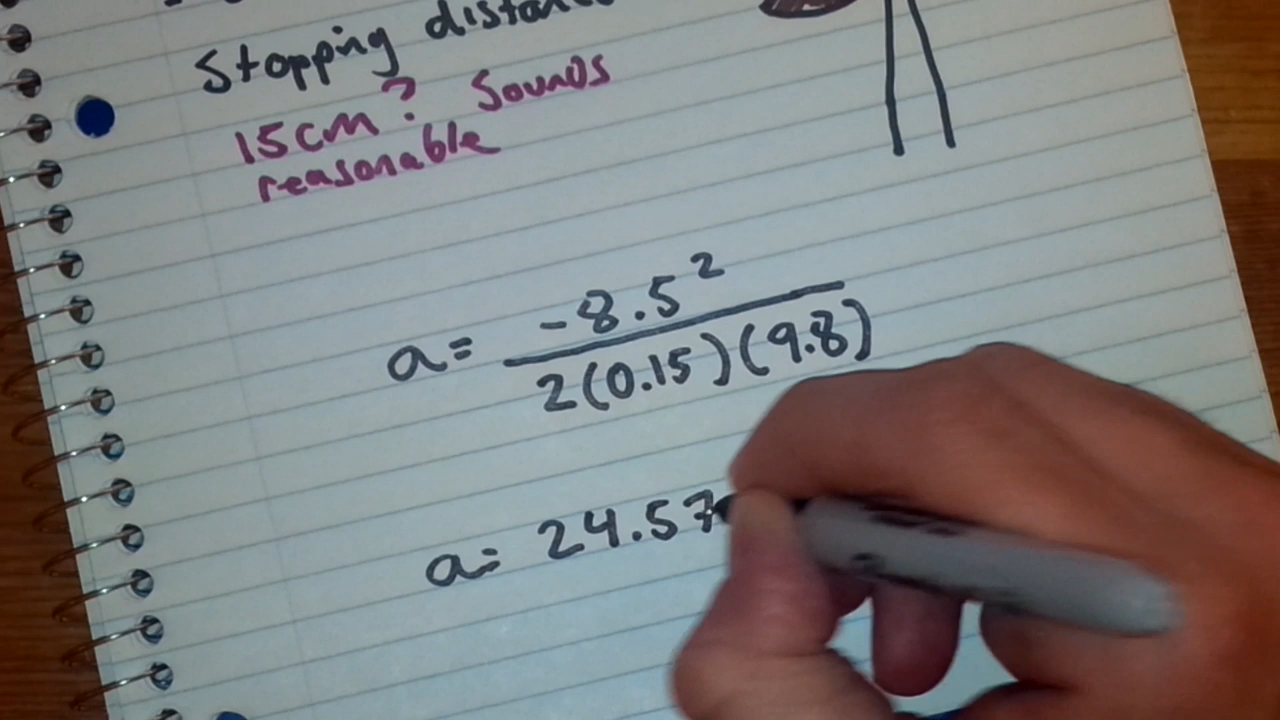 Stopping
15cm? Sounds
reasonable
a = -8.5²
2(0.15)(9.8)
a = 24.57